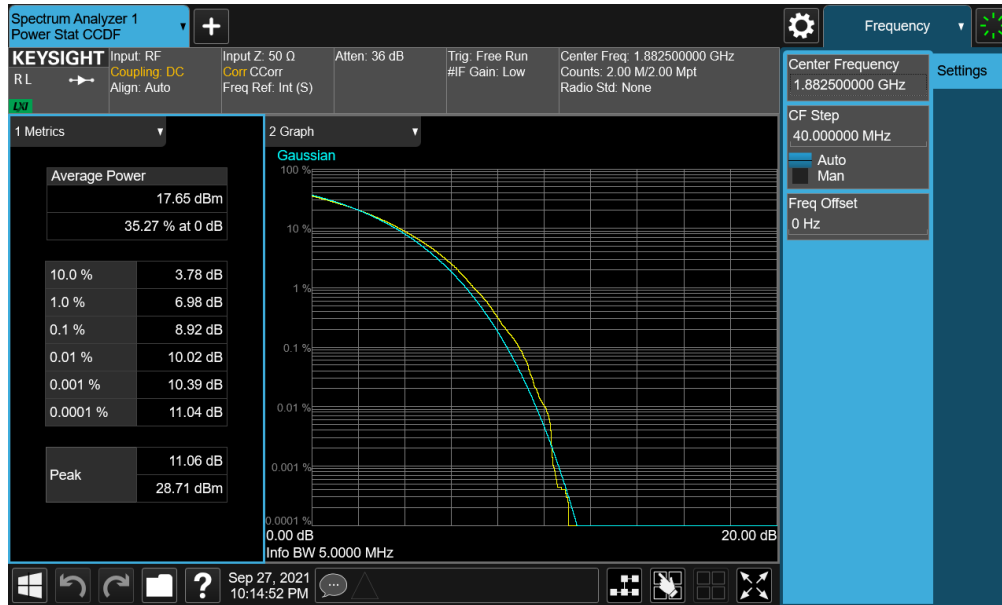 Spectrum Analyzer 1
Power Stat CCDF
Frequency
KEYSIGHT
R L
LXI
Input: RF
Coupling: DC
Align: Auto
Input Z: 50 Ω
Corr CCorr
Freq Ref: Int (S)
Atten: 36 dB
Trig: Free Run
#IF Gain: Low
Center Freq: 1.882500000 GHz
Counts: 2.00 M/2.00 Mpt
Radio Std: None
Center Frequency
1.882500000 GHz
Settings
CF Step
40.000000 MHz
Auto
Man
Freq Offset
0 Hz
1 Metrics
Average Power
17.65 dBm
35.27 % at 0 dB
10.0 % 3.78 dB
1.0 % 6.98 dB
0.1 % 8.92 dB
0.01 % 10.02 dB
0.001 % 10.39 dB
0.0001 % 11.04 dB
Peak
11.06 dB
28.71 dBm
2 Graph
Gaussian
100 %
10 %
1 %
0.1 %
0.01 %
0.001 %
0.0001 %
0.00 dB 20.00 dB
Info BW 5.0000 MHz
?
Sep 27, 2021
10:14:52 PM